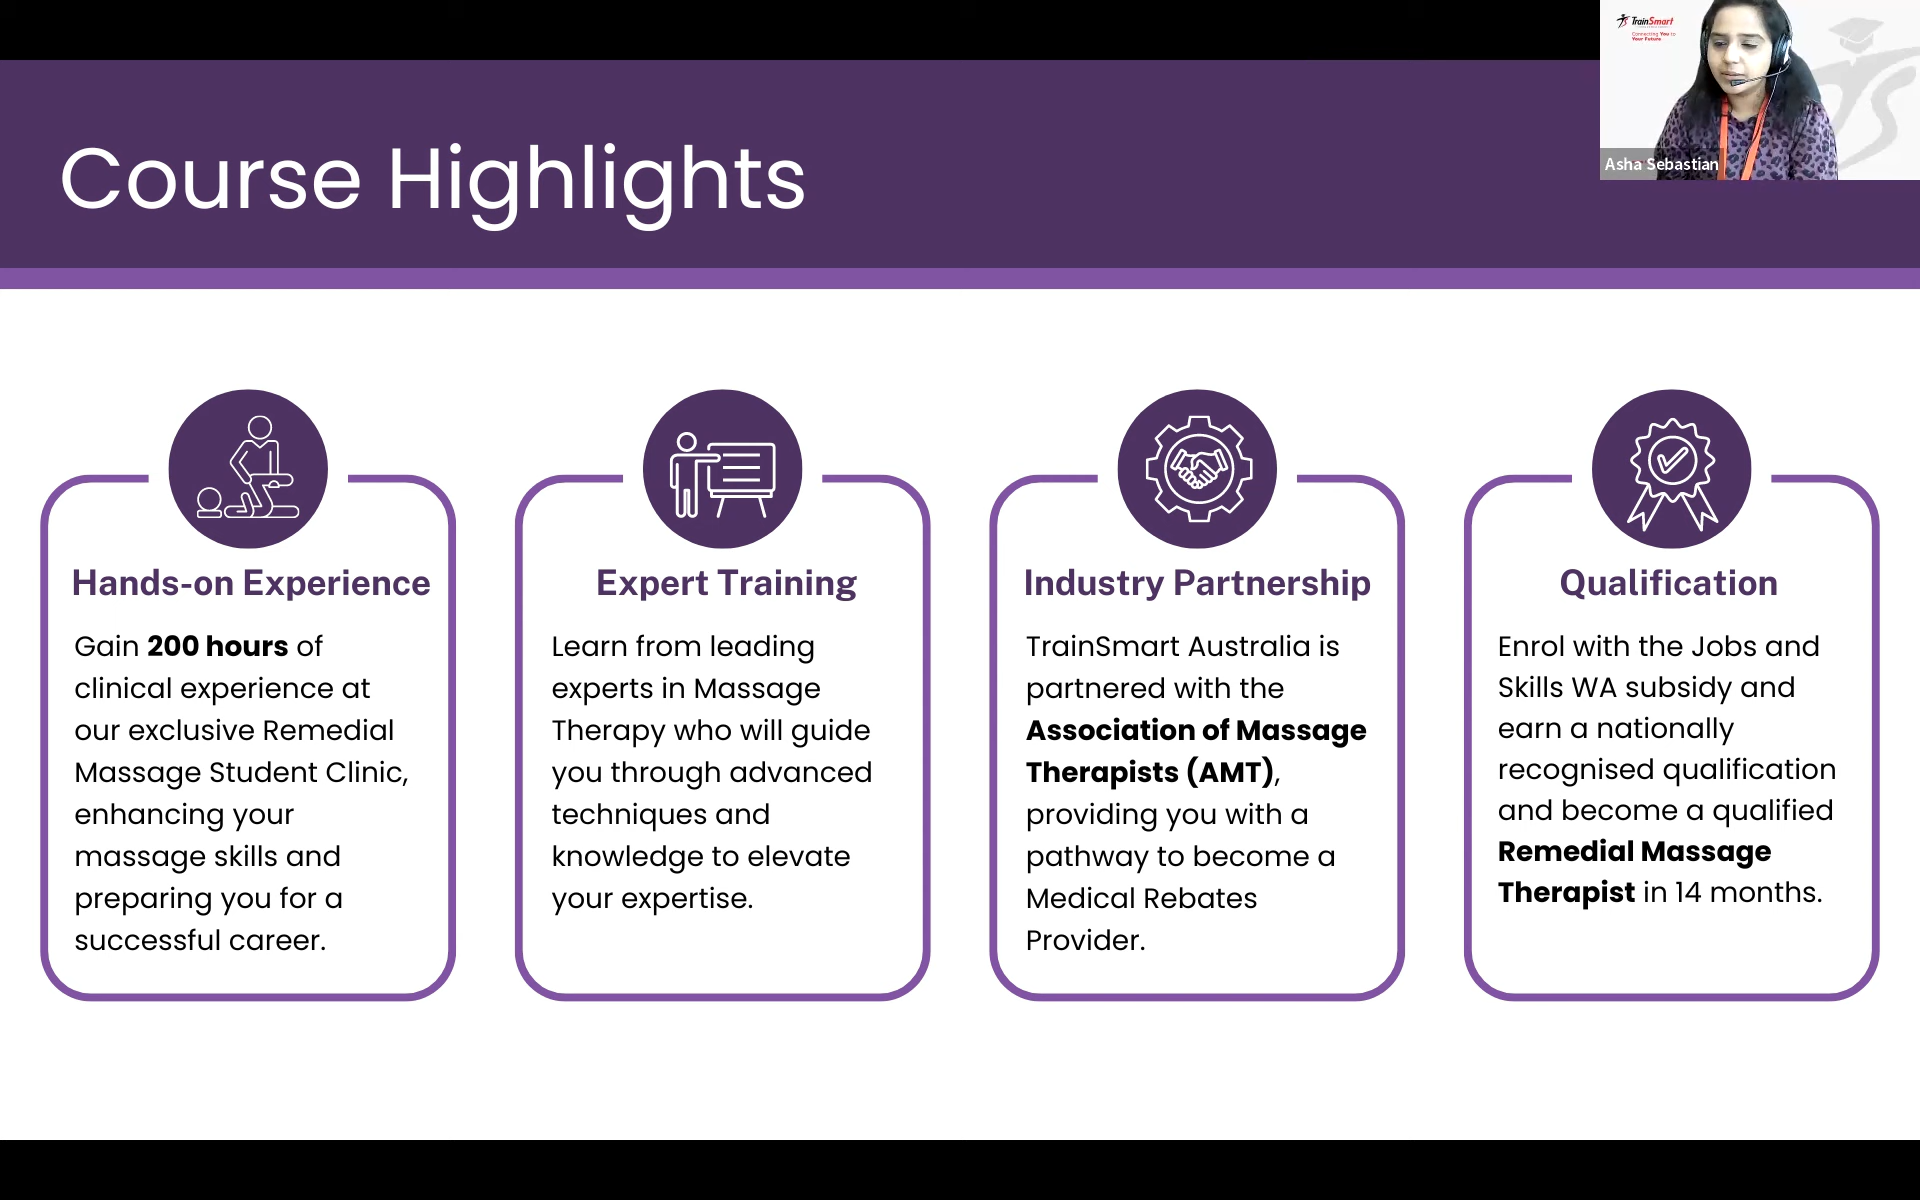 TrainSmart
Connecting You to
Your Future
Asha Sebastian
Course Highlights
Hands-on Experience
Gain 200 hours of
clinical experience at
our exclusive Remedial
Massage Student Clinic,
enhancing your
massage skills and
preparing you for a
successful career.
Expert Training
Learn from leading
experts in Massage
Therapy who will guide
you through advanced
techniques and
knowledge to elevate
your expertise.
Industry Partnership
TrainSmart Australia is
partnered with the
Association of Massage
Therapists (AMT),
providing you with a
pathway to become a
Medical Rebates
Provider.
Qualification
Enrol with the Jobs and
Skills WA subsidy and
earn a nationally
recognised qualification
and become a qualified
Remedial Massage
Therapist in 14 months.